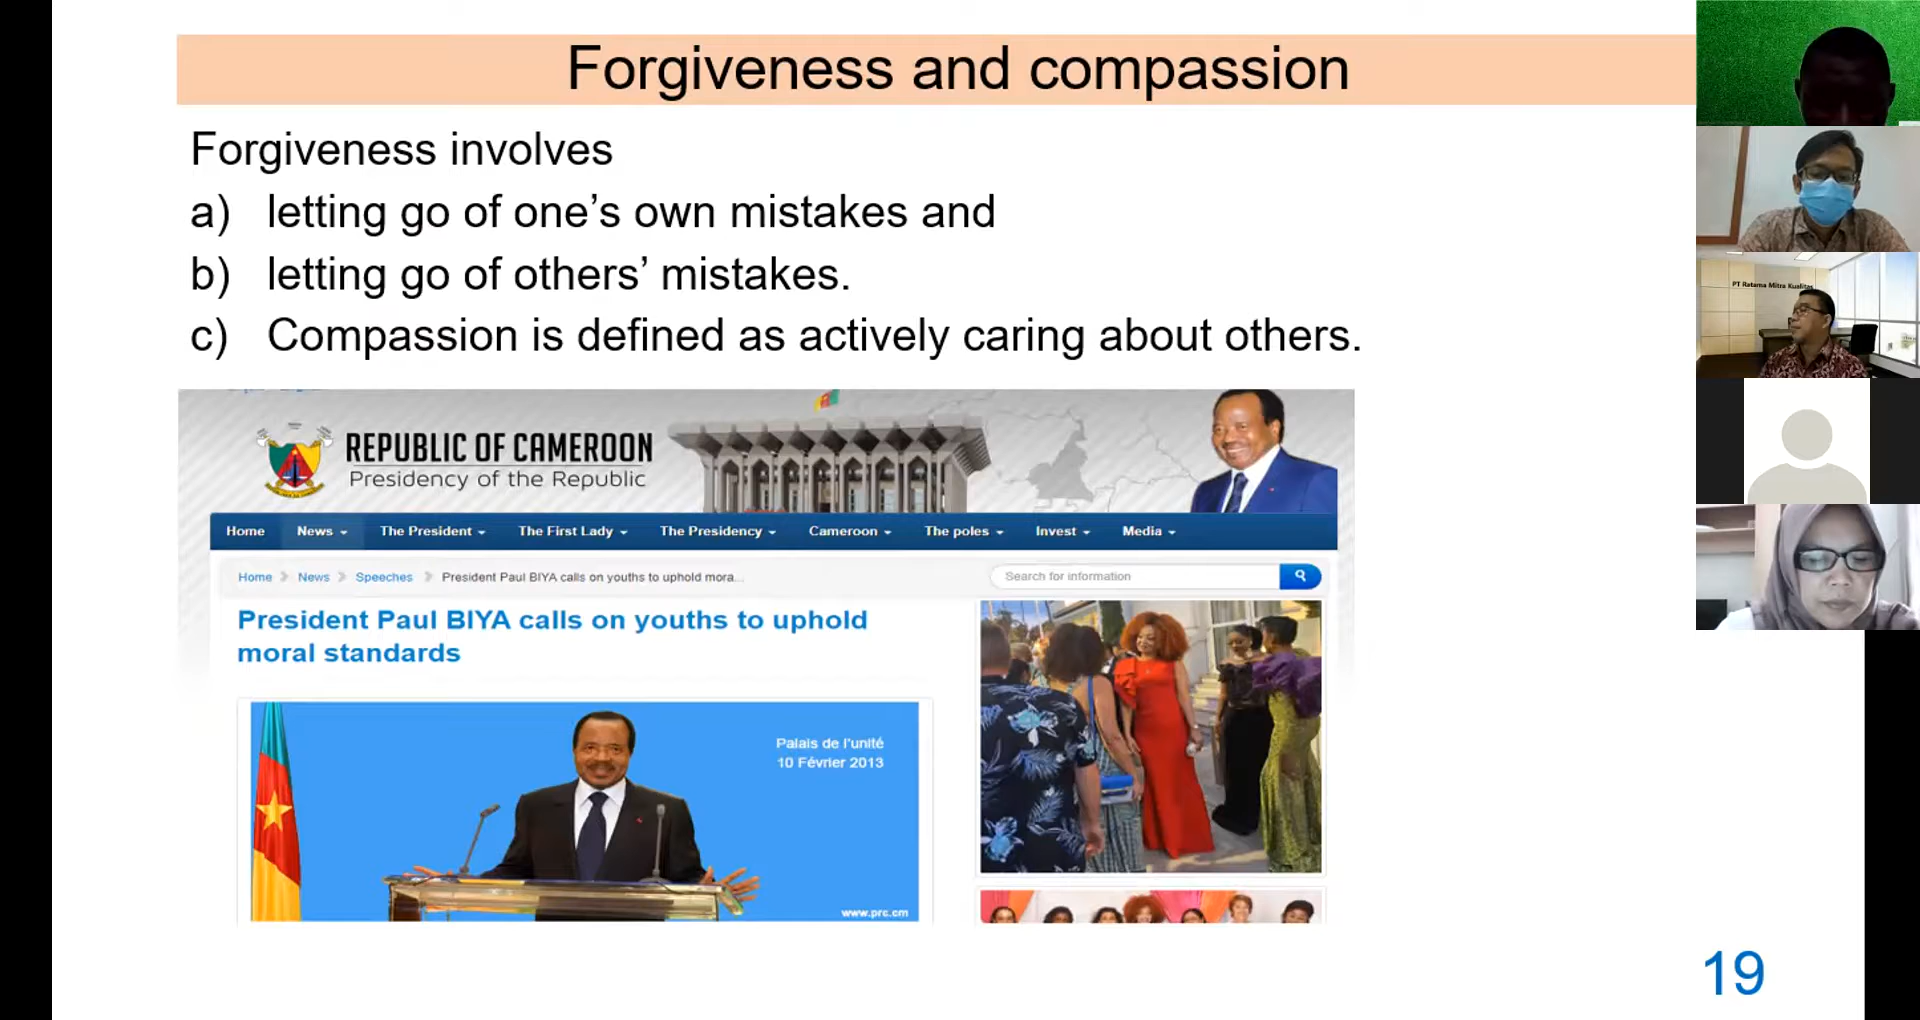 Forgiveness and compassion
Forgiveness involves
a) letting go of one’s own mistakes and
b) letting go of others’ mistakes.
c) Compassion is defined as actively caring about others.
REPUBLIC OF CAMEROON
Presidency of the Republic
Home News The President The First Lady The Presidency Cameroon The poles Invest Media
Home News Speeches President Paul BIYA calls on youths to uphold mora...
Search for information
President Paul BIYA calls on youths to uphold
moral standards
Palais de l'unité
10 Février 2013
www.prc.cm
19
PT Ratama Mitra Kualitas